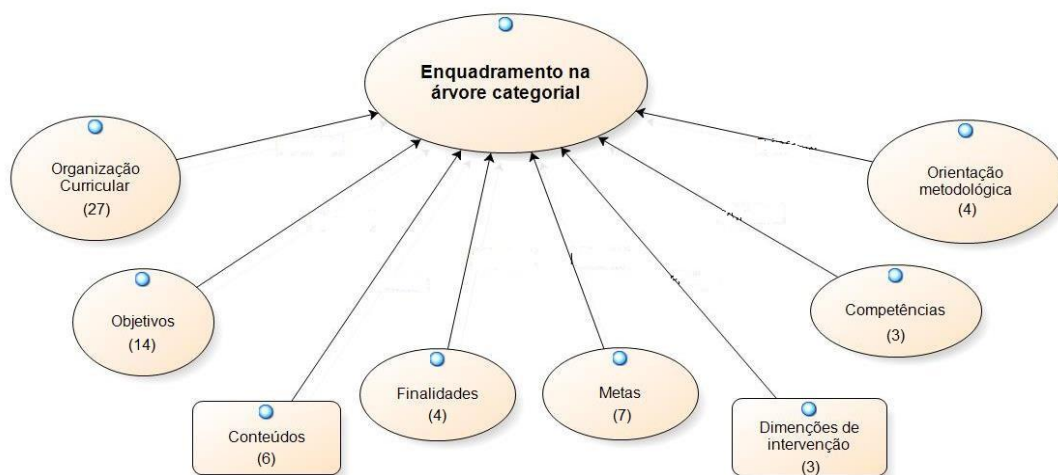 Enquadramento na
árvore categorial
Organização
Curricular
(27)
Orientação
metodológica
(4)
Objetivos
(14)
Competências
(3)
Conteúdos
(6)
Finalidades
(4)
Metas
(7)
Dimenções de
intervenção
(3)